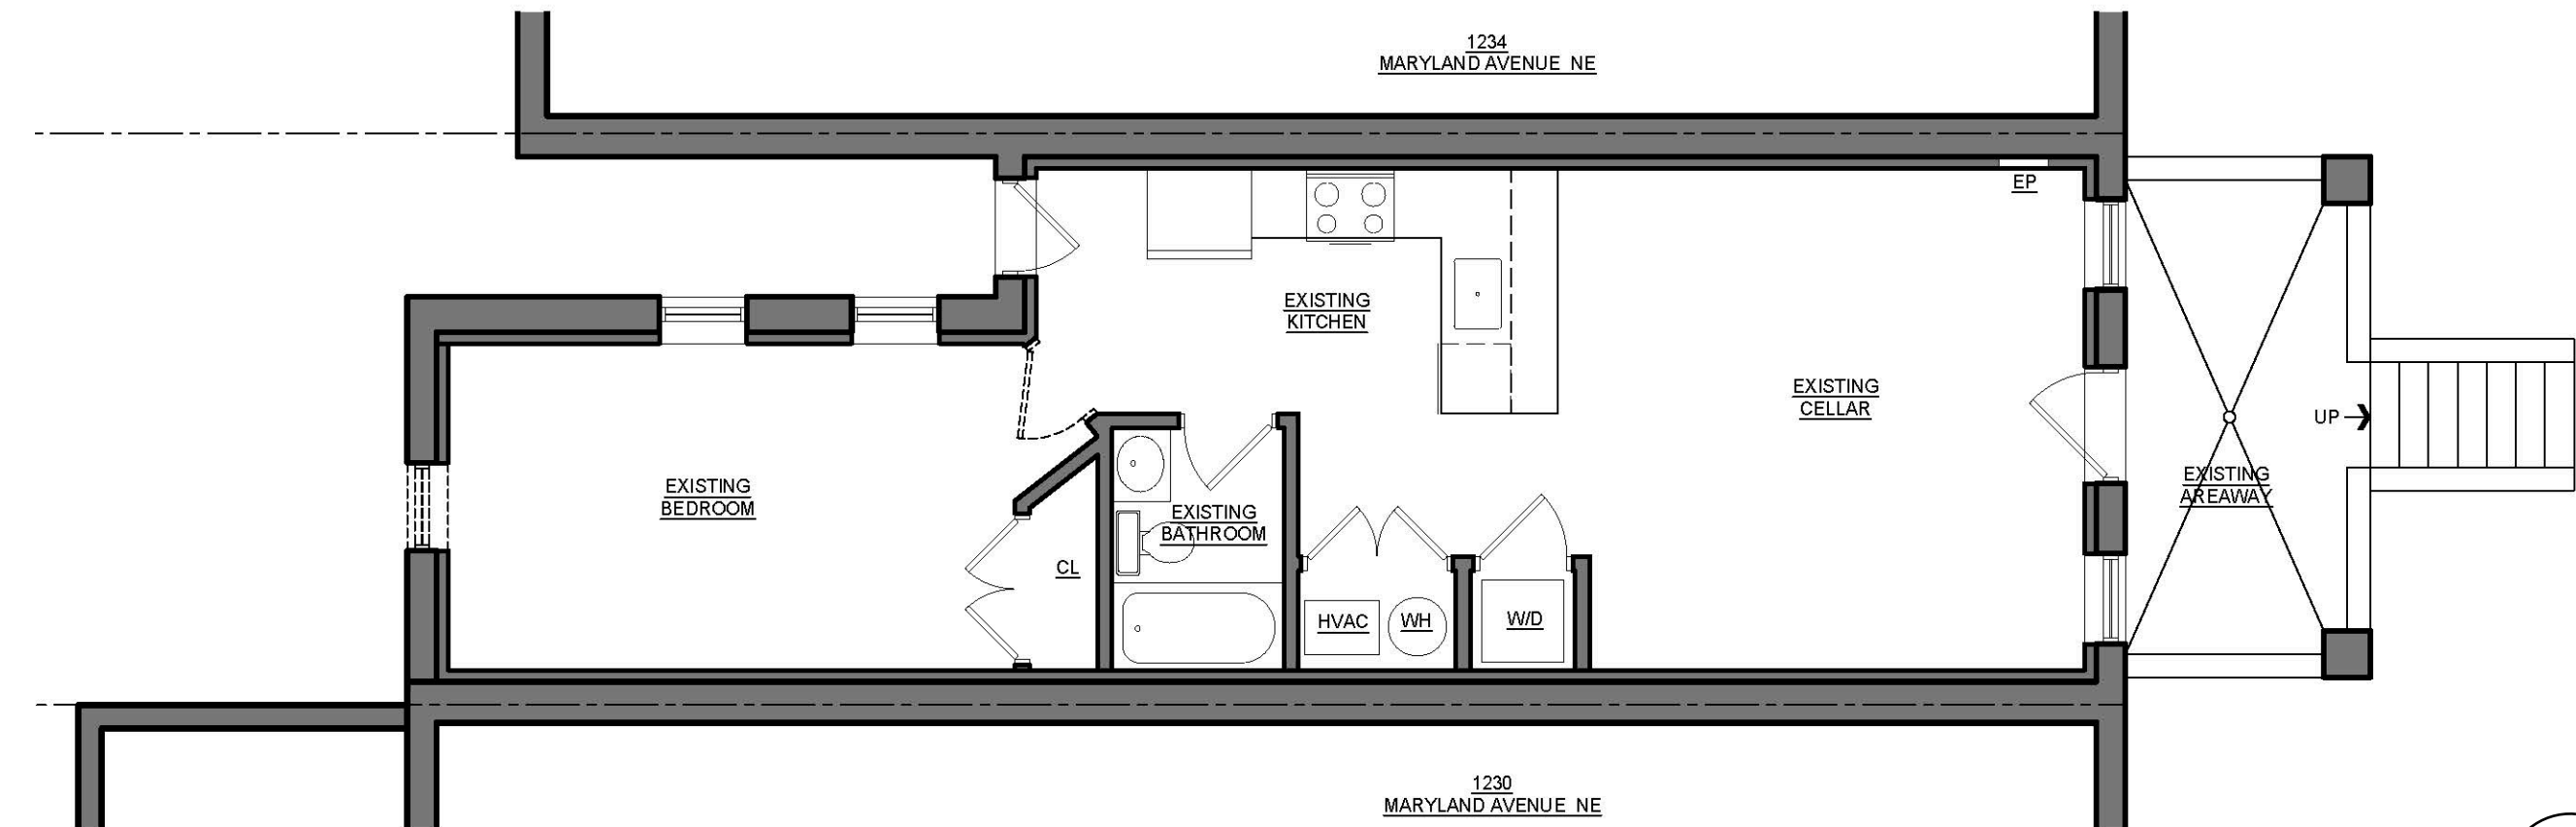 1234
MARYLAND AVENUE NE
EP
EXISTING
KITCHEN
EXISTING
CELLAR
UP
EXISTING
AREAWAY
EXISTING
BEDROOM
EXISTING
BATHROOM
CL
HVAC
WH
W/D
1230
MARYLAND AVENUE NE